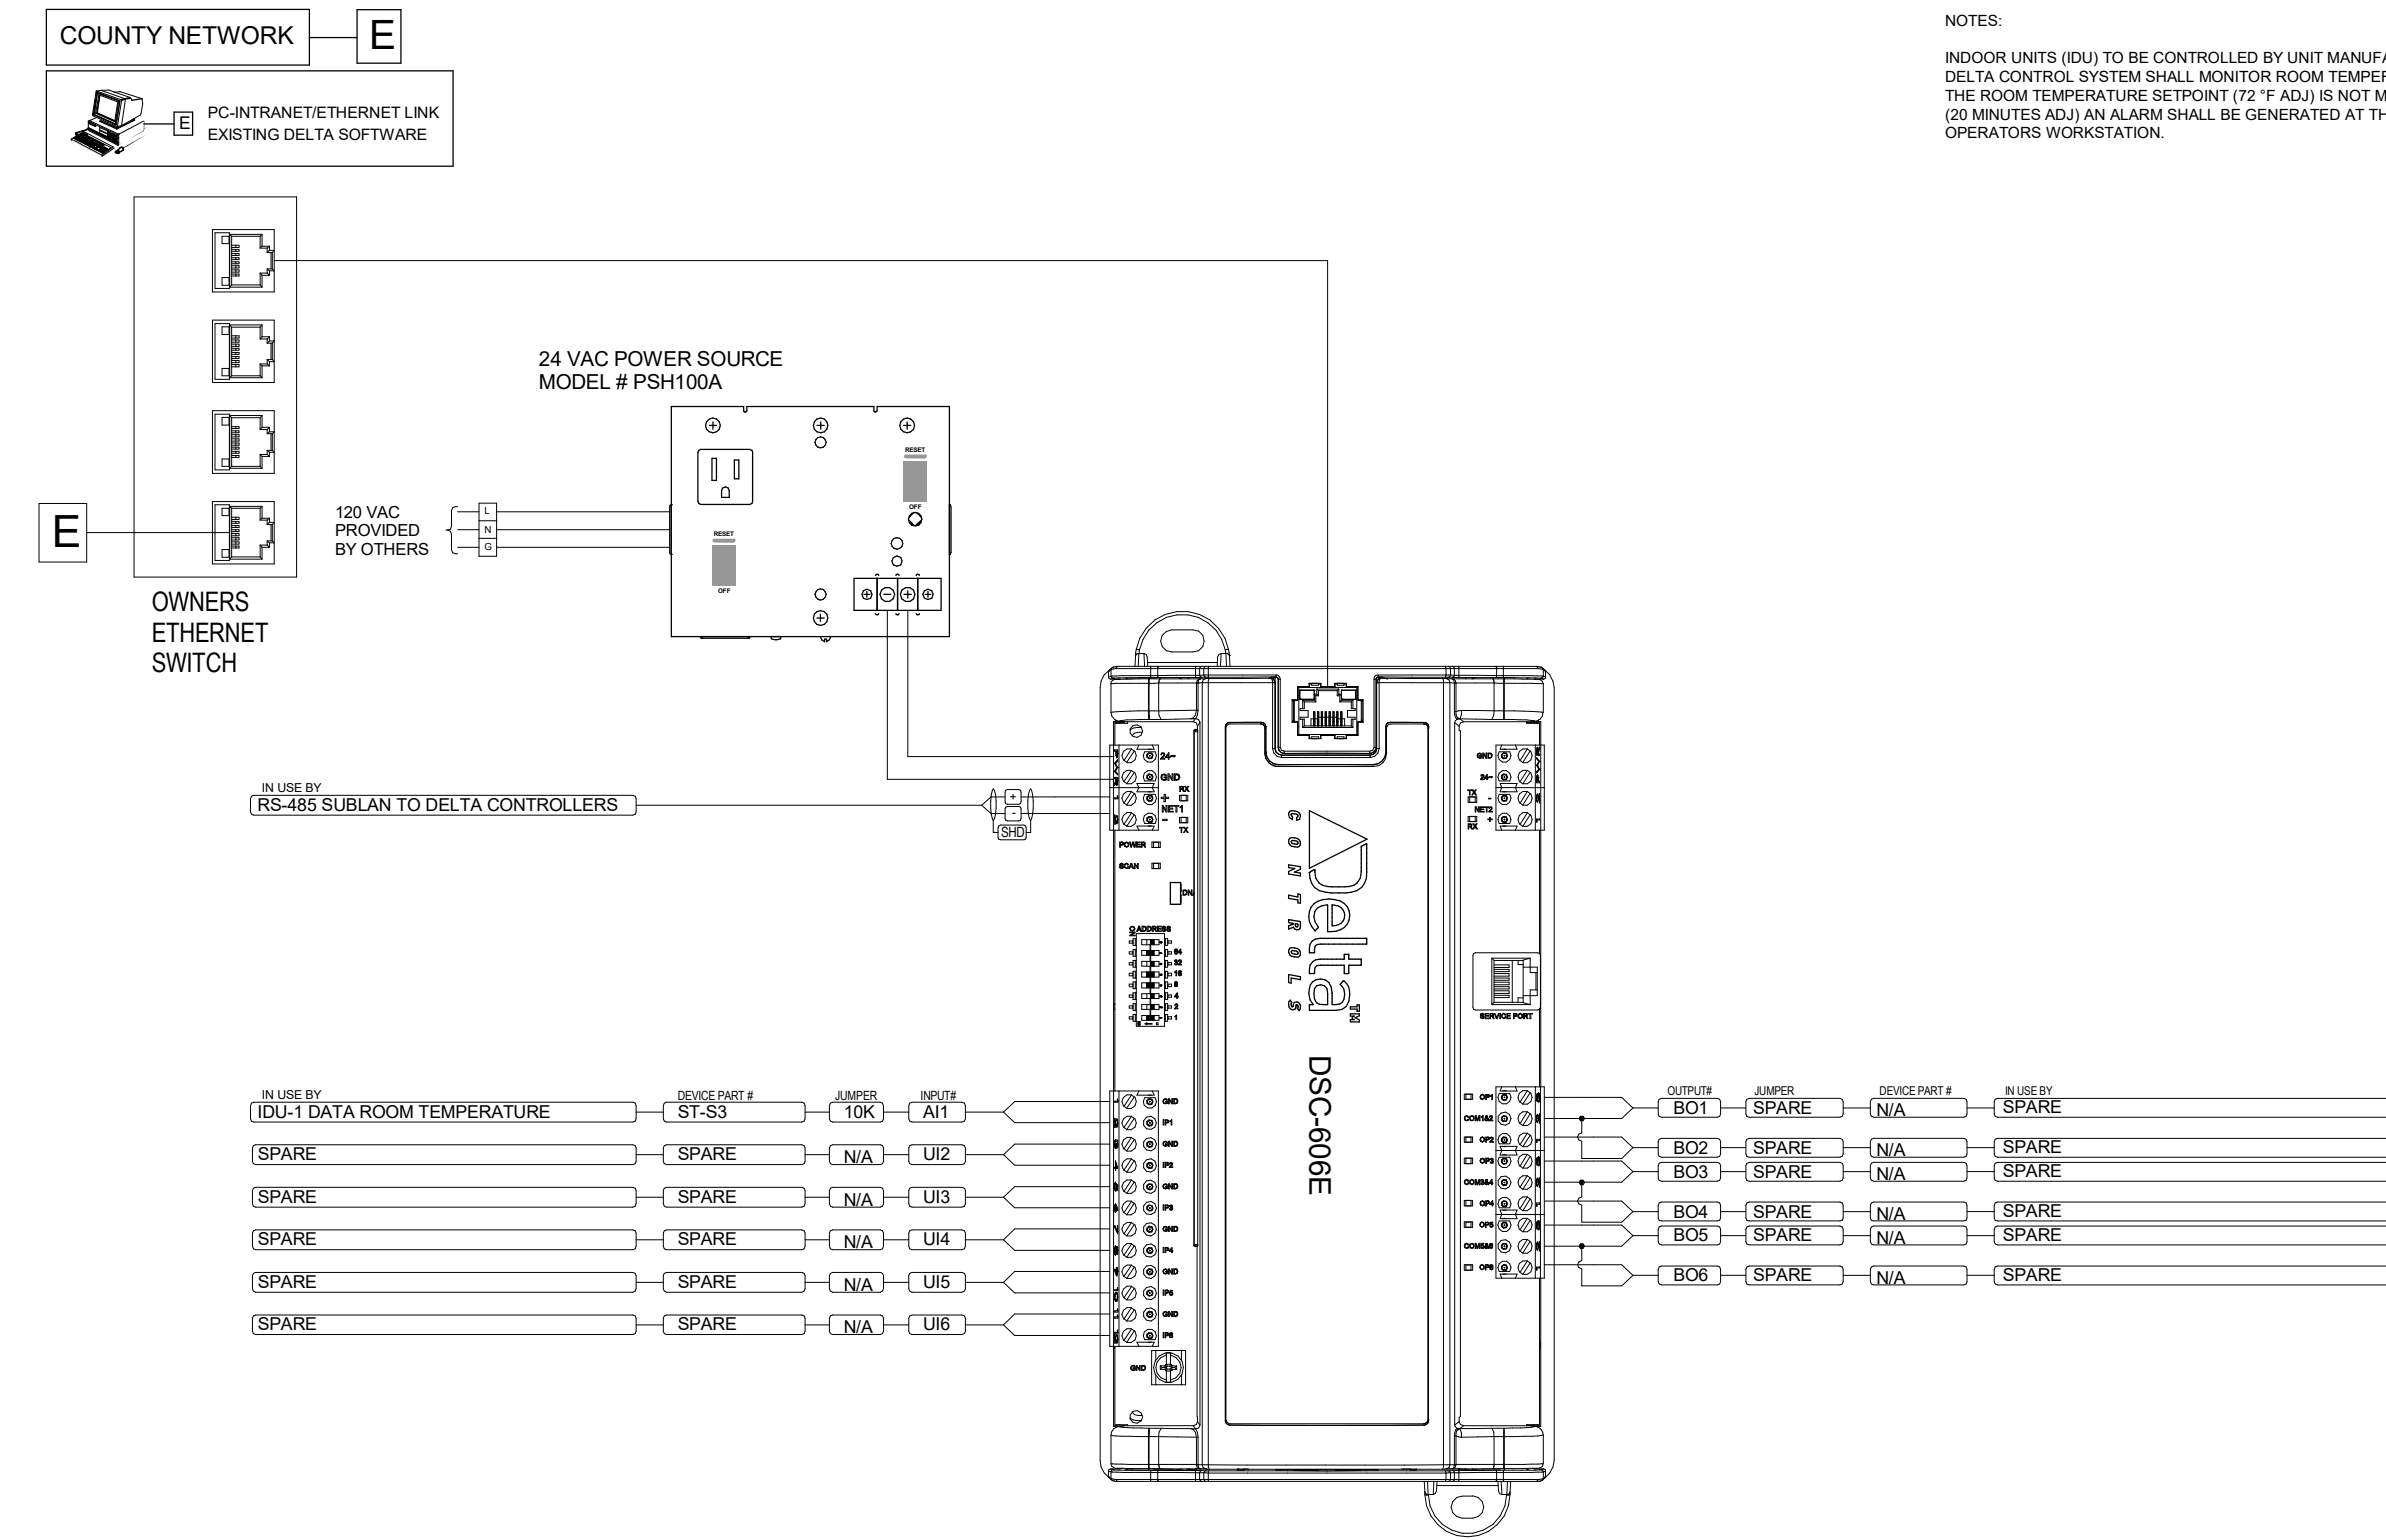 COUNTY NETWORK
E
E
PC-INTRANET/ETHERNET LINK
EXISTING DELTA SOFTWARE
NOTES:
INDOOR UNITS (IDU) TO BE CONTROLLED BY UNIT
DELTA CONTROL SYSTEM SHALL MONITOR ROOM
THE ROOM TEMPERATURE SETPOINT (72 °F ADJ) IS NOT
(20 MINUTES ADJ) AN ALARM SHALL BE GENERATED AT
OPERATORS WORKSTATION.
E
OWNERS
ETHERNET
SWITCH
24 VAC POWER SOURCE
MODEL # PSH100A
120 VAC
PROVIDED
BY OTHERS
L
N
G
RESET
OFF
RESET
OFF
IN USE BY
RS-485 SUBLAN TO DELTA CONTROLLERS
+
-
SHD
24~
GND
RX
+
NET1
-
TX
POWER
SCAN
ON ADDRESS
64
32
16
8
4
2
1
GND
24~
TX
-
NET2
+
RX
Delta™
CONTROLS
DSC-606E
SERVICE PORT
IN USE BY DEVICE PART # JUMPER INPUT#
IDU-1 DATA ROOM TEMPERATURE ST-S3 10K AI1
SPARE SPARE N/A UI2
SPARE SPARE N/A UI3
SPARE SPARE N/A UI4
SPARE SPARE N/A UI5
SPARE SPARE N/A UI6
GND
IP1
GND
IP2
GND
IP3
GND
IP4
GND
IP5
GND
IP6
GND
OP1
COM1&2
OP2
OP3
COM3&4
OP4
OP5
COM5&6
OP6
OUTPUT# JUMPER DEVICE PART # IN USE BY
BO1 SPARE N/A SPARE
BO2 SPARE N/A SPARE
BO3 SPARE N/A SPARE
BO4 SPARE N/A SPARE
BO5 SPARE N/A SPARE
BO6 SPARE N/A SPARE